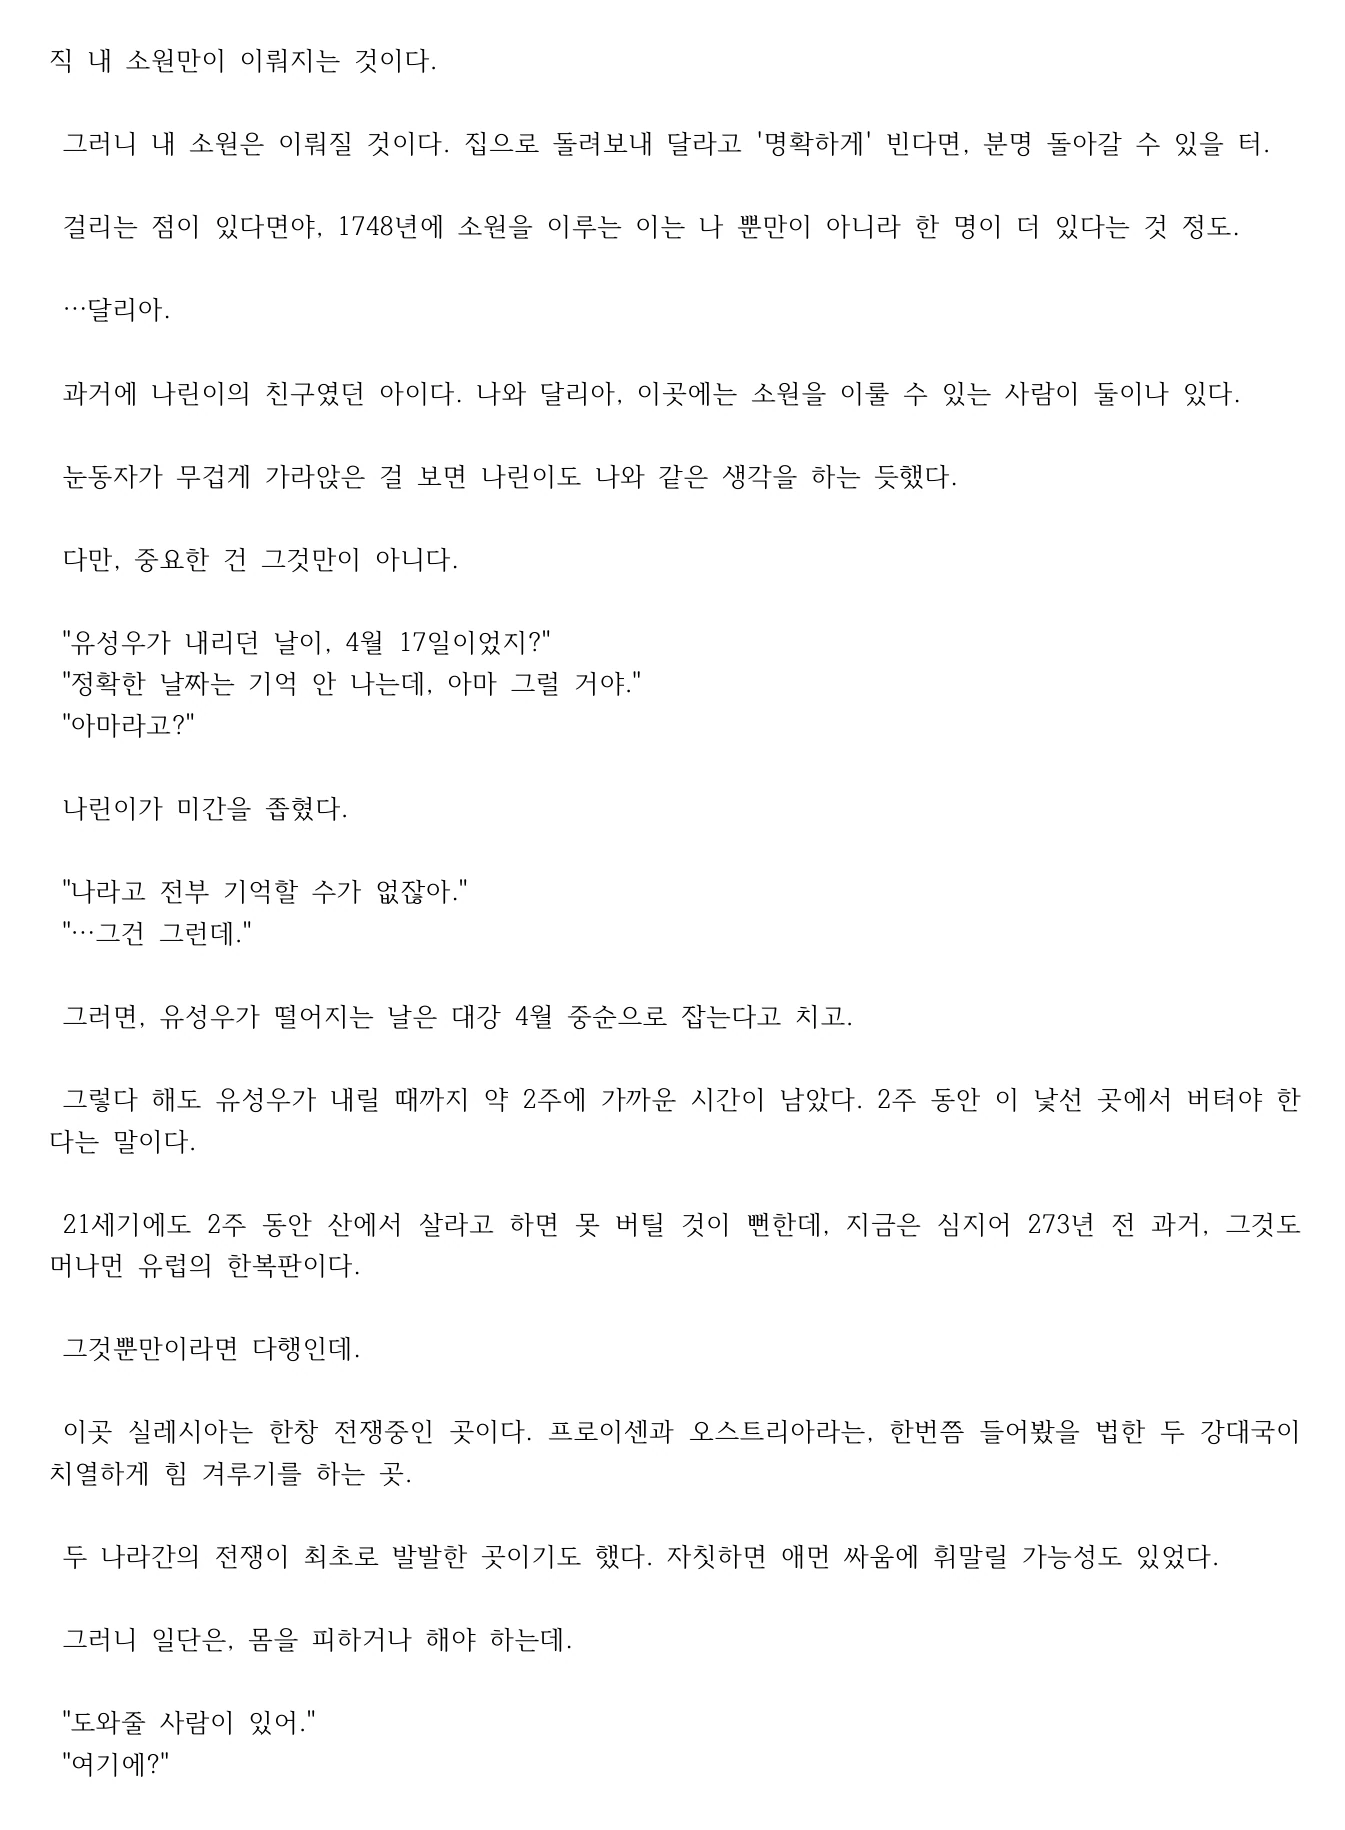 직 내 소원만이 이뤄지는 것이다.
그러니 내 소원은 이뤄질 것이다. 집으로 돌려보내 달라고 '명확하게' 빈다면, 분명 돌아갈 수 있을 터.
걸리는 점이 있다면야, 1748년에 소원을 이루는 이는 나 뿐만이 아니라 한 명이 더 있다는 것 정도.
…달리아.
과거에 나린이의 친구였던 아이다. 나와 달리아, 이곳에는 소원을 이룰 수 있는 사람이 둘이나 있다.
눈동자가 무겁게 가라앉은 걸 보면 나린이도 나와 같은 생각을 하는 듯했다.
다만, 중요한 건 그것만이 아니다.
"유성우가 내리던 날이, 4월 17일이었지?"
"정확한 날짜는 기억 안 나는데, 아마 그럴 거야."
"아마라고?"
나린이가 미간을 좁혔다.
"나라고 전부 기억할 수가 없잖아."
"…그건 그런데."
그러면, 유성우가 떨어지는 날은 대강 4월 중순으로 잡는다고 치고.
그렇다 해도 유성우가 내릴 때까지 약 2주에 가까운 시간이 남았다. 2주 동안 이 낯선 곳에서 버텨야 한
다는 말이다.
21세기에도 2주 동안 산에서 살라고 하면 못 버틸 것이 뻔한데, 지금은 심지어 273년 전 과거, 그것도
머나먼 유럽의 한복판이다.
그것뿐만이라면 다행인데.
이곳 실레시아는 한창 전쟁중인 곳이다. 프로이센과 오스트리아라는, 한번쯤 들어봤을 법한 두 강대국이
치열하게 힘 겨루기를 하는 곳.
두 나라간의 전쟁이 최초로 발발한 곳이기도 했다. 자칫하면 애먼 싸움에 휘말릴 가능성도 있었다.
그러니 일단은, 몸을 피하거나 해야 하는데.
"도와줄 사람이 있어."
"여기에?"